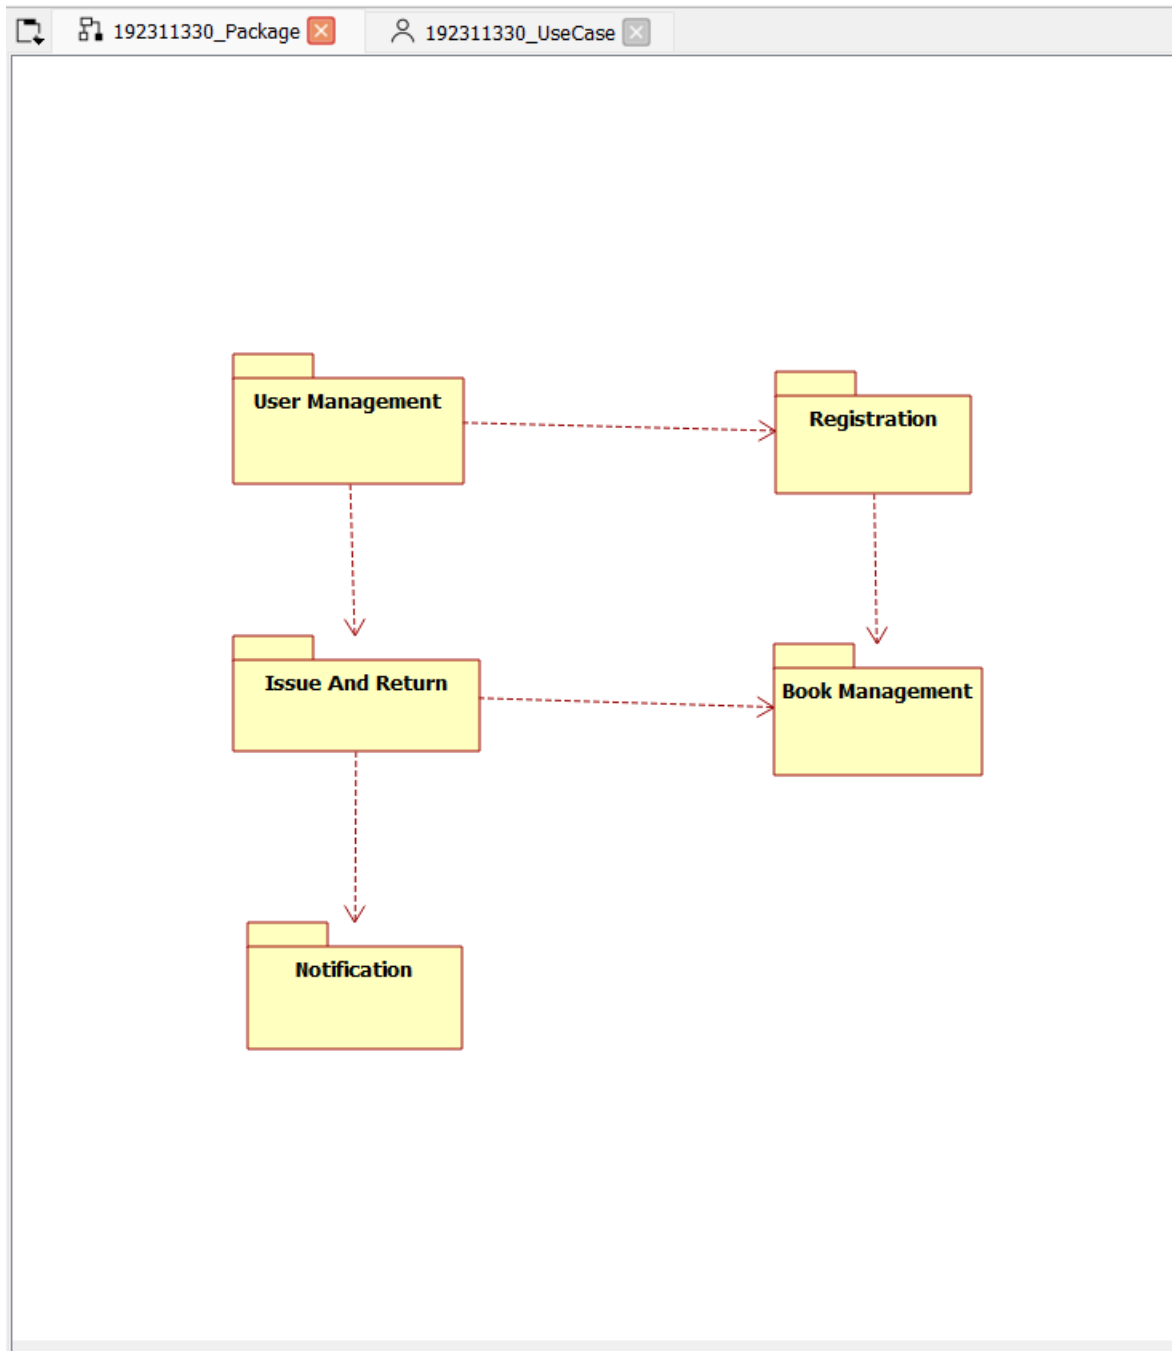 192311330_Package
192311330_UseCase
User Management
Registration
Issue And Return
Book Management
Notification